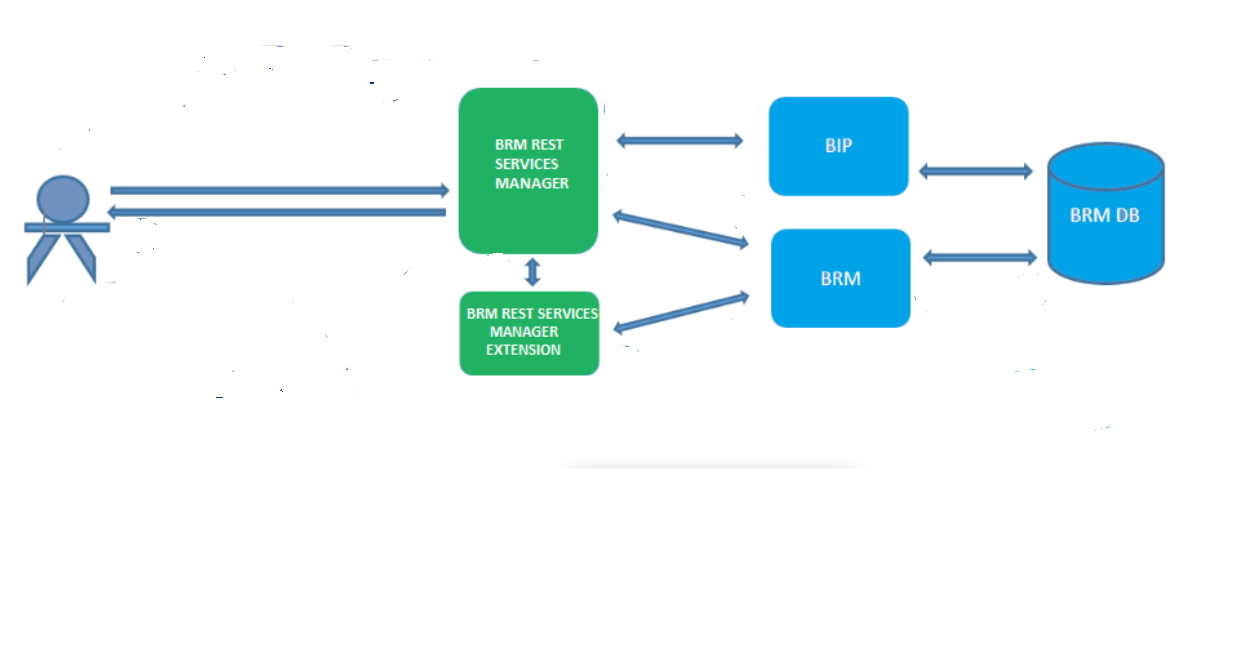 BRM REST
SERVICES
MANAGER
BIP
BRM DB
BRM
BRM REST SERVICES
MANAGER
EXTENSION